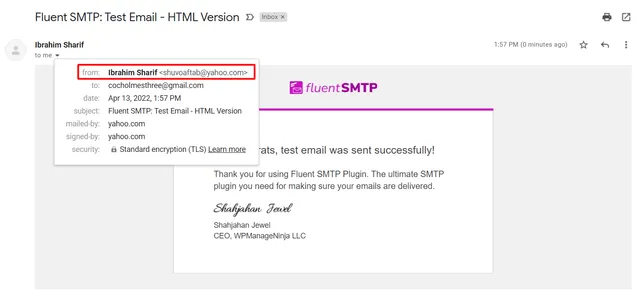 Fluent SMTP: Test Email - HTML Version
Inbox ×
Ibrahim Sharif
1:57 PM (0 minutes ago)
to me
from: Ibrahim Sharif <shuvoaftab@yahoo.com>
to: cocholmesthree@gmail.com
date: Apr 13, 2022, 1:57 PM
subject: Fluent SMTP: Test Email - HTML Version
mailed-by: yahoo.com
signed-by: yahoo.com
security: Standard encryption (TLS) Learn more
fluentSMTP
rats, test email was sent successfully!
Thank you for using Fluent SMTP Plugin. The ultimate SMTP
plugin you need for making sure your emails are delivered.
Shahjahan Jewel
Shahjahan Jewel
CEO, WPManageNinja LLC